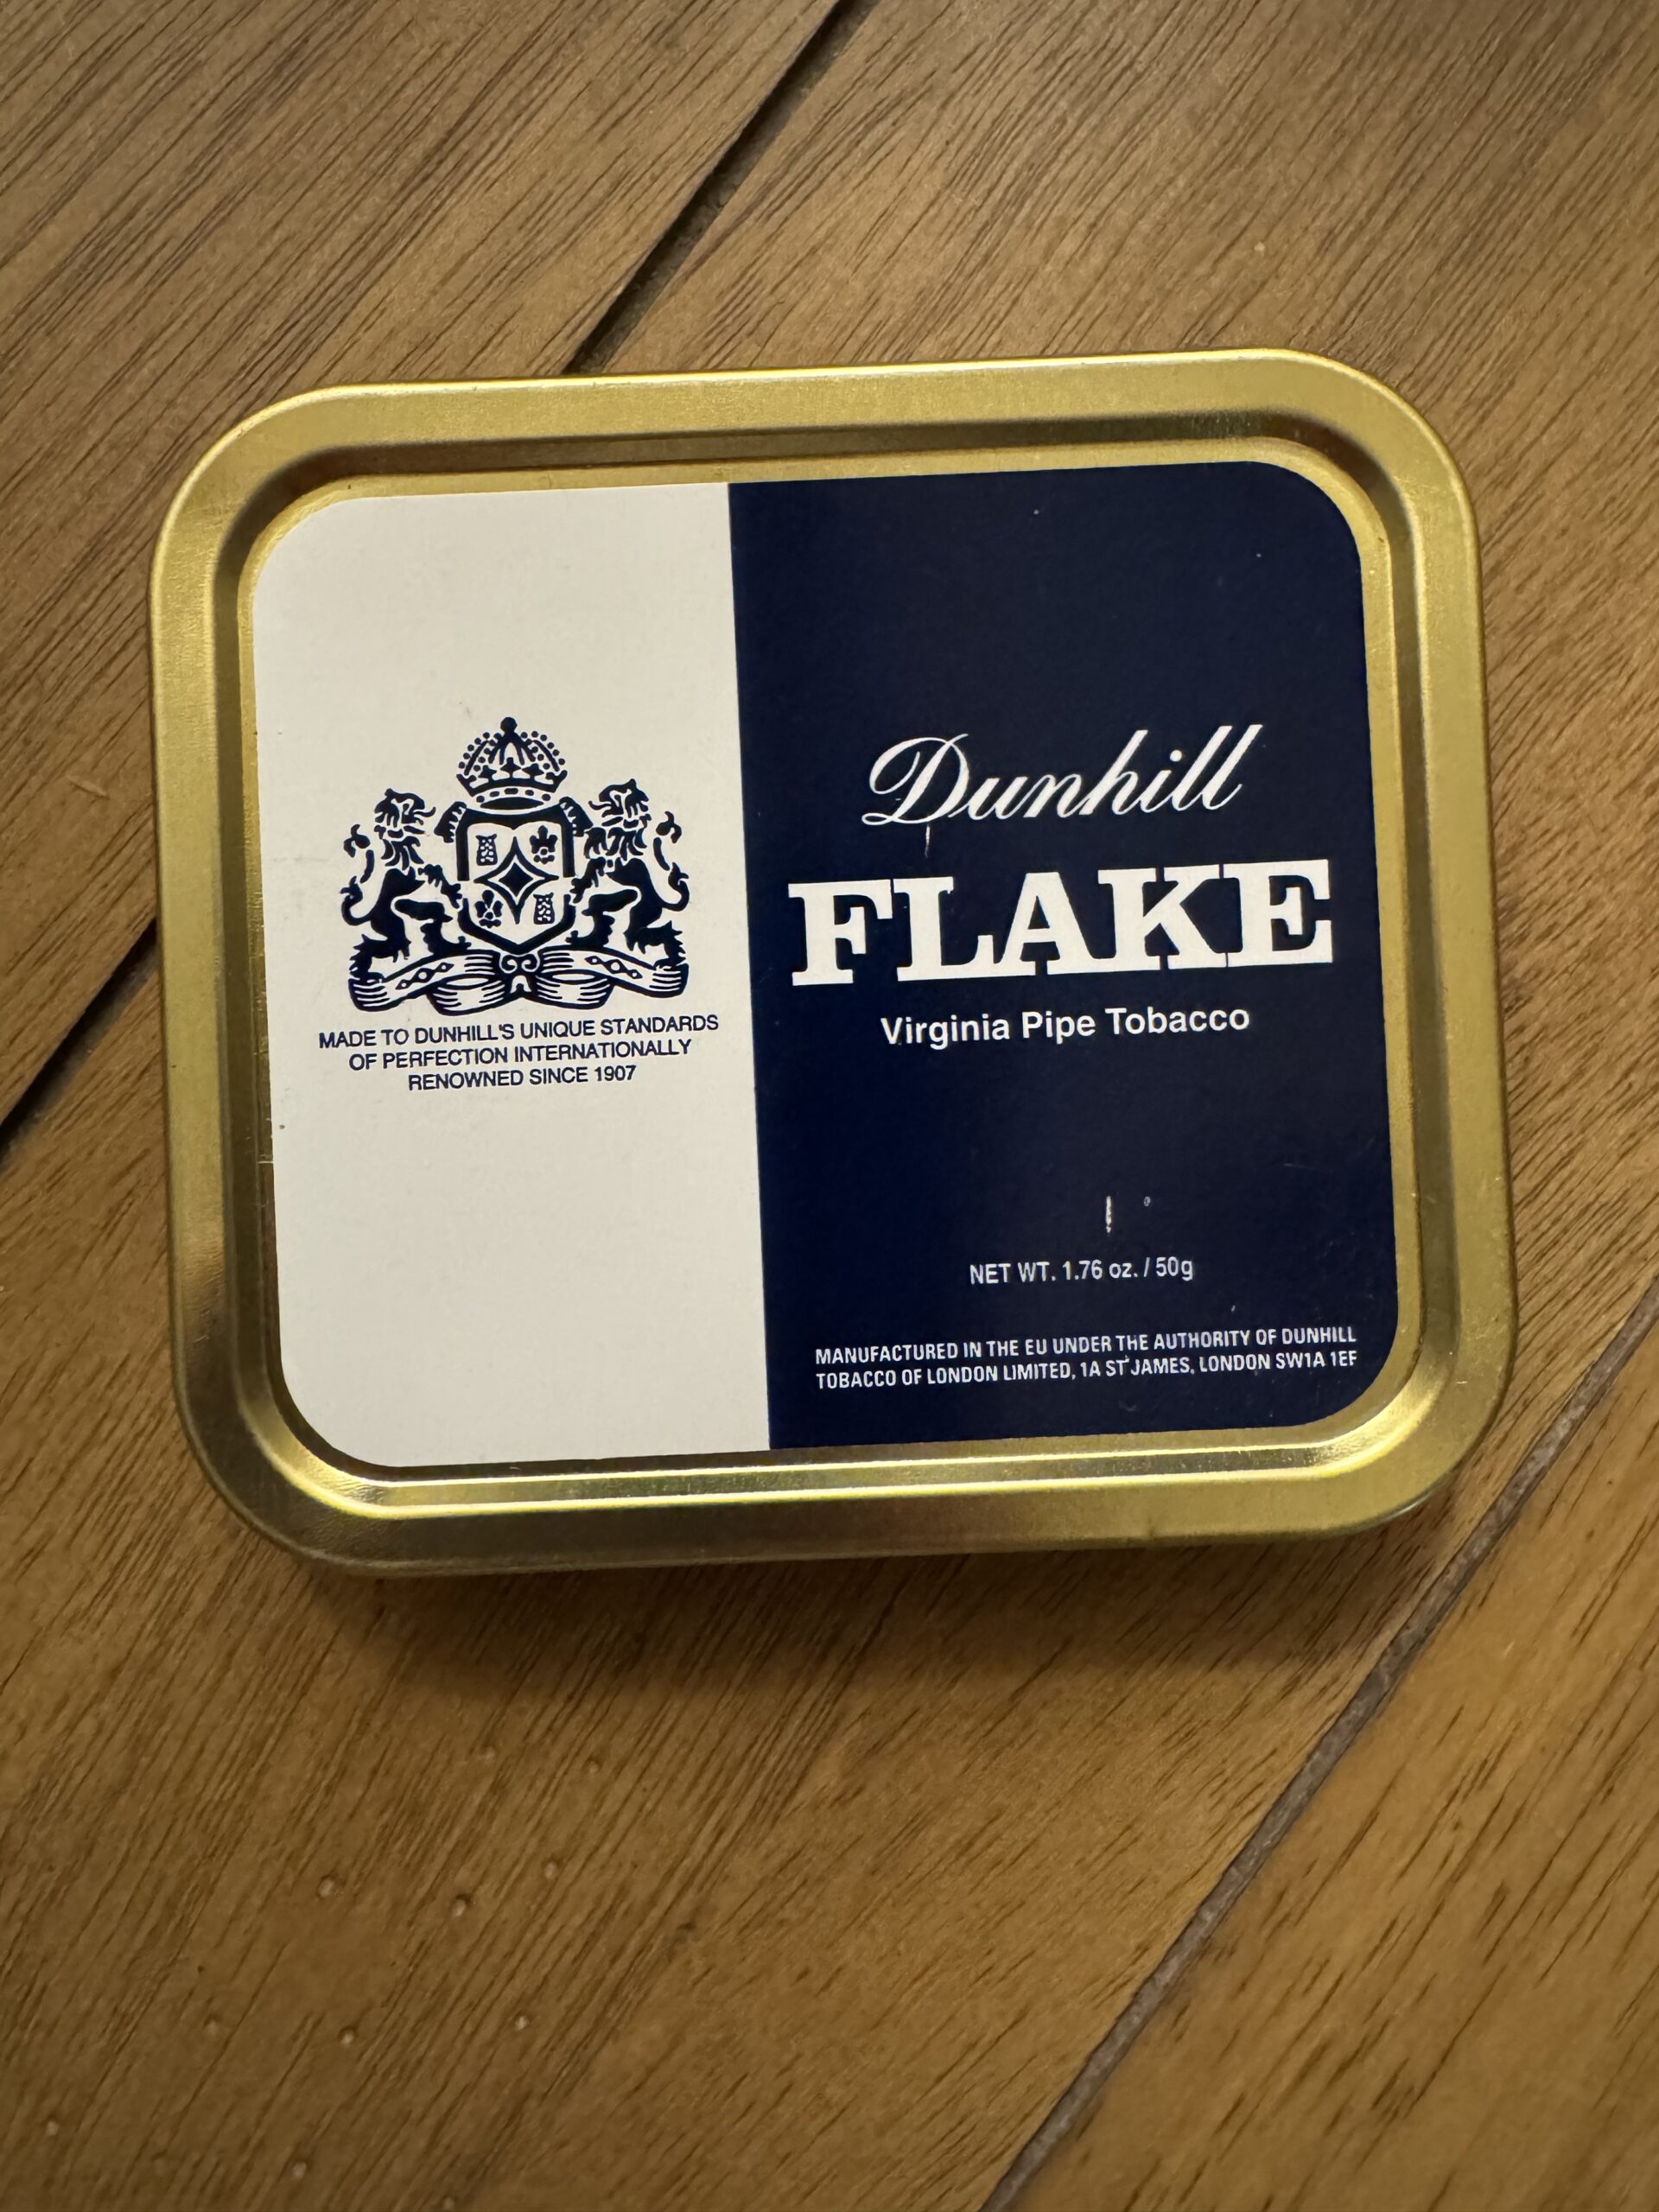 MADE TO DUNHILL'S UNIQUE STANDARDS
OF PERFECTION INTERNATIONALLY
RENOWNED SINCE 1907
Dunhill
FLAKE
Virginia Pipe Tobacco
NET WT. 1.76 oz. / 50g
MANUFACTURED IN THE EU UNDER THE AUTHORITY OF DUNHILL
TOBACCO OF LONDON LIMITED, 1A ST JAMES, LONDON SW1A 1EF